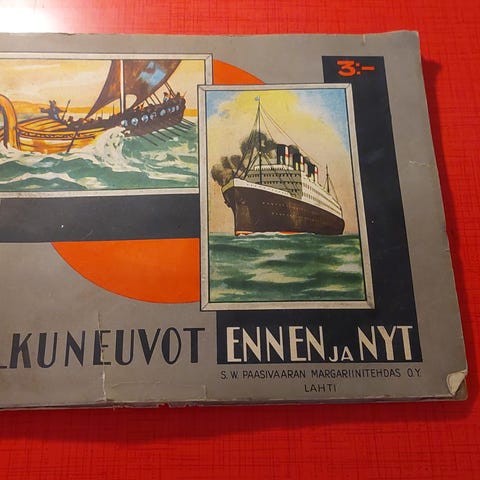 3:-
LKUNEUVOT ENNEN JA NYT
S. W. PAASIVAARAN MARGARIINITEHDAS O.Y.
LAHTI